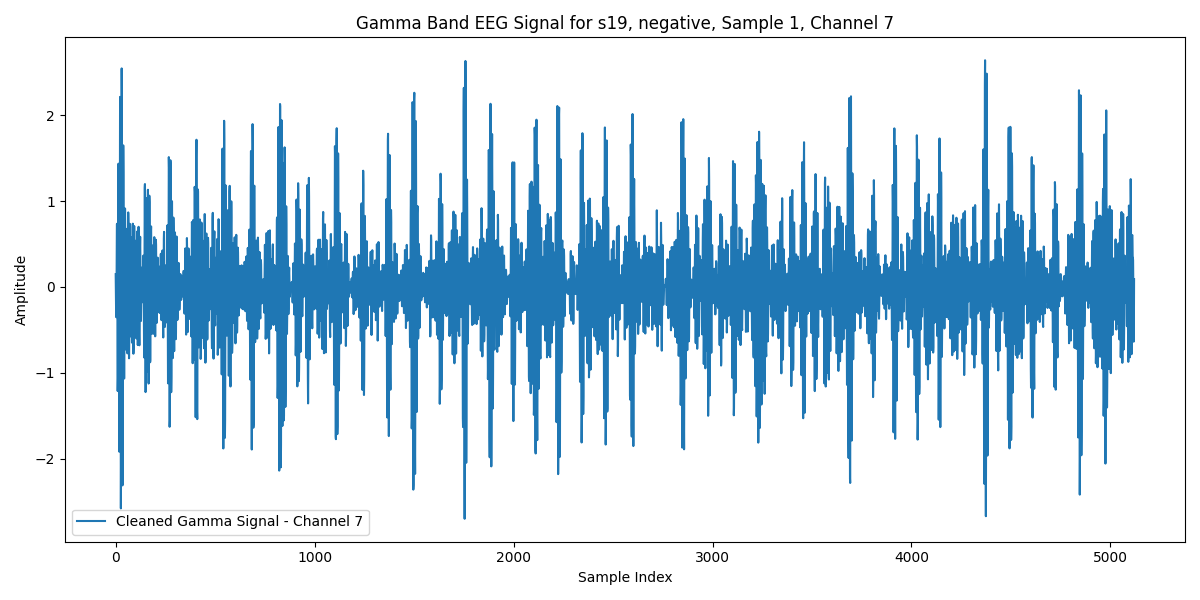 Gamma Band EEG Signal for s19, negative, Sample 1, Channel 7
Amplitude
2
1
0
−1
−2
Cleaned Gamma Signal - Channel 7
0 1000 2000 3000 4000 5000
Sample Index